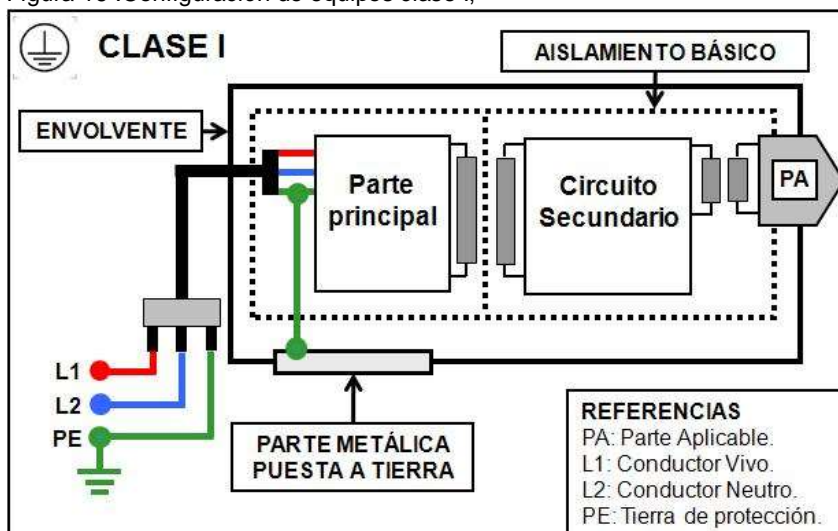 CLASE I
AISLAMIENTO BÁSICO
ENVOLVENTE
Parte
principal
Circuito
Secundario
PA
L1
L2
PE
PARTE METÁLICA
PUESTA A TIERRA
REFERENCIAS
PA: Parte Aplicable.
L1: Conductor Vivo.
L2: Conductor Neutro.
PE: Tierra de protección.